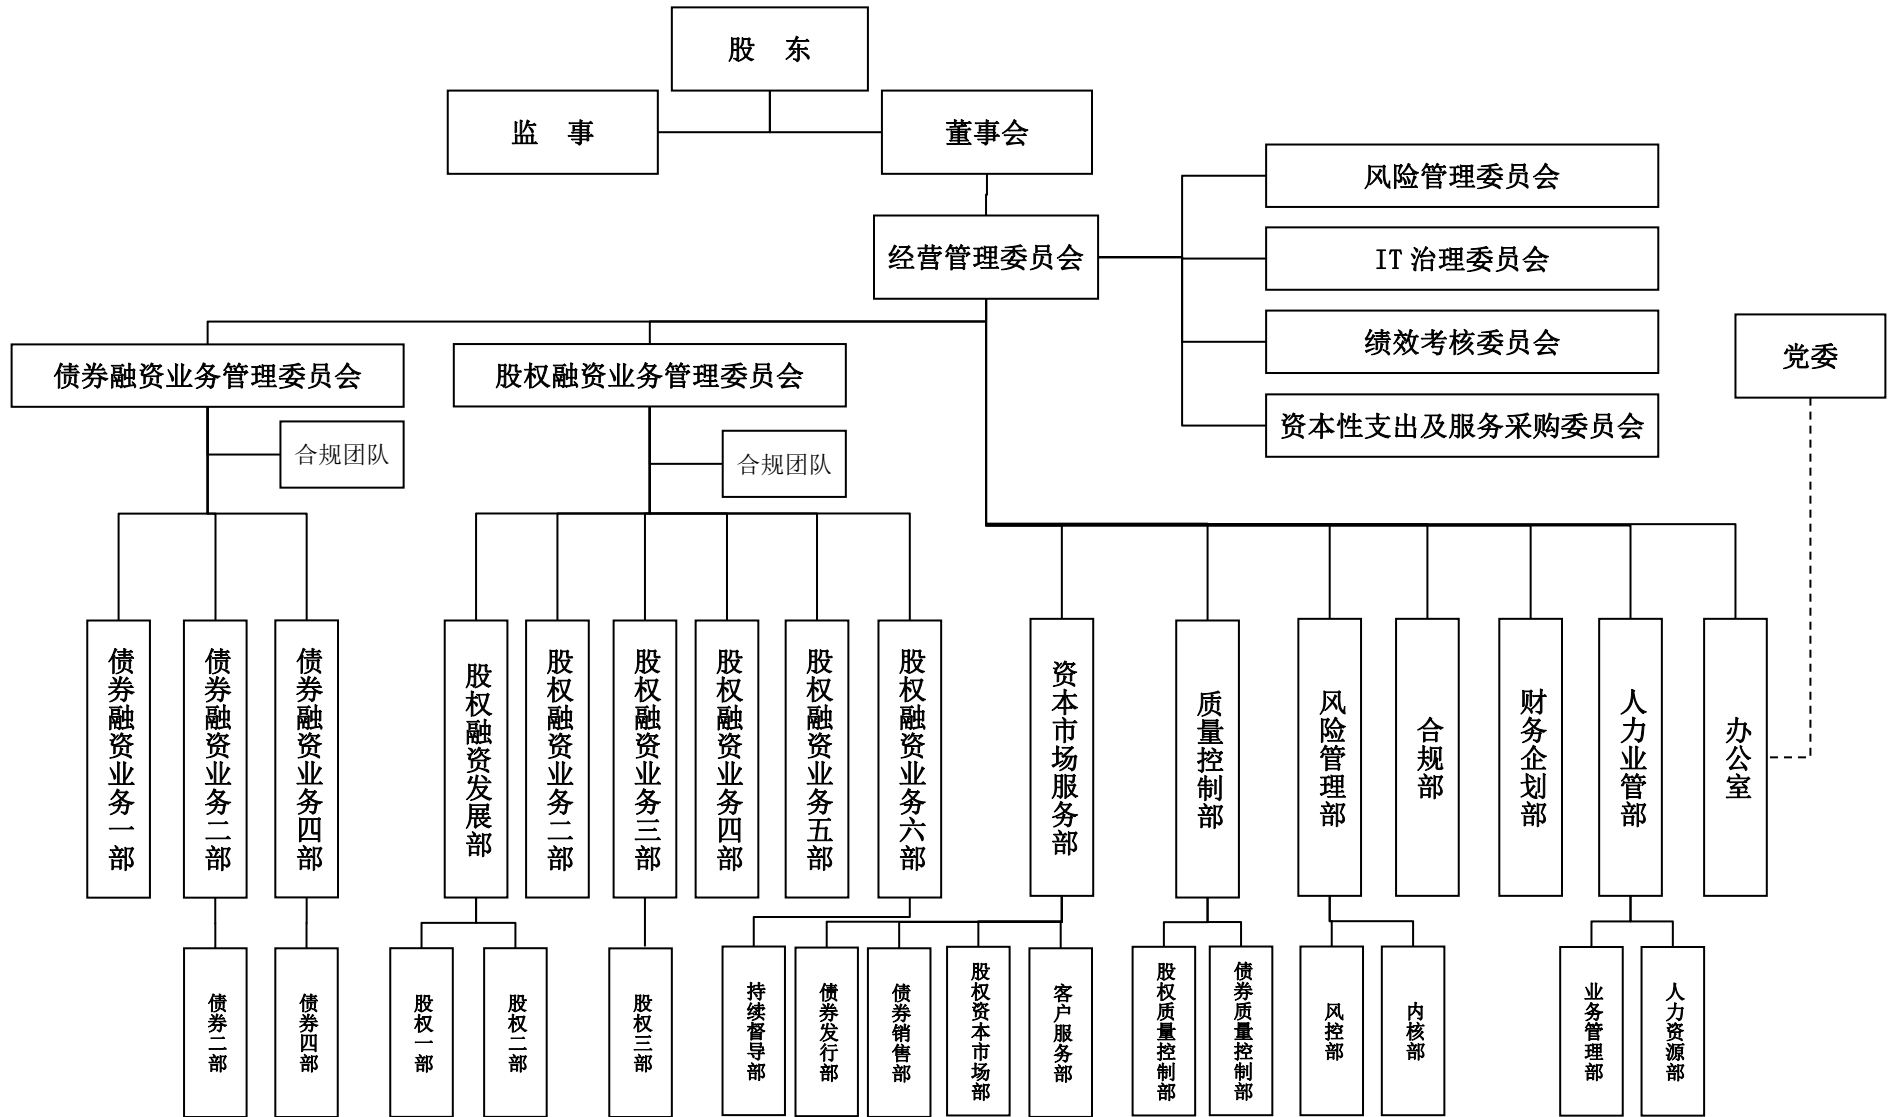 股 东
监 事
董事会
风险管理委员会
经营管理委员会
IT 治理委员会
绩效考核委员会
党委
债券融资业务管理委员会
股权融资业务管理委员会
资本性支出及服务采购委员会
合规团队
合规团队
债券融资业务一部
债券融资业务二部
债券融资业务四部
股权融资发展部
股权融资业务二部
股权融资业务三部
股权融资业务四部
股权融资业务五部
股权融资业务六部
资本市场服务部
质量控制部
风险管理部
合规部
财务企划部
人力业管部
办公室
债券二部
债券四部
股权一部
股权二部
股权三部
持续督导部
债券发行部
债券销售部
股权资本市场部
客户服务部
股权质量控制部
债券质量控制部
风控部
内核部
业务管理部
人力资源部